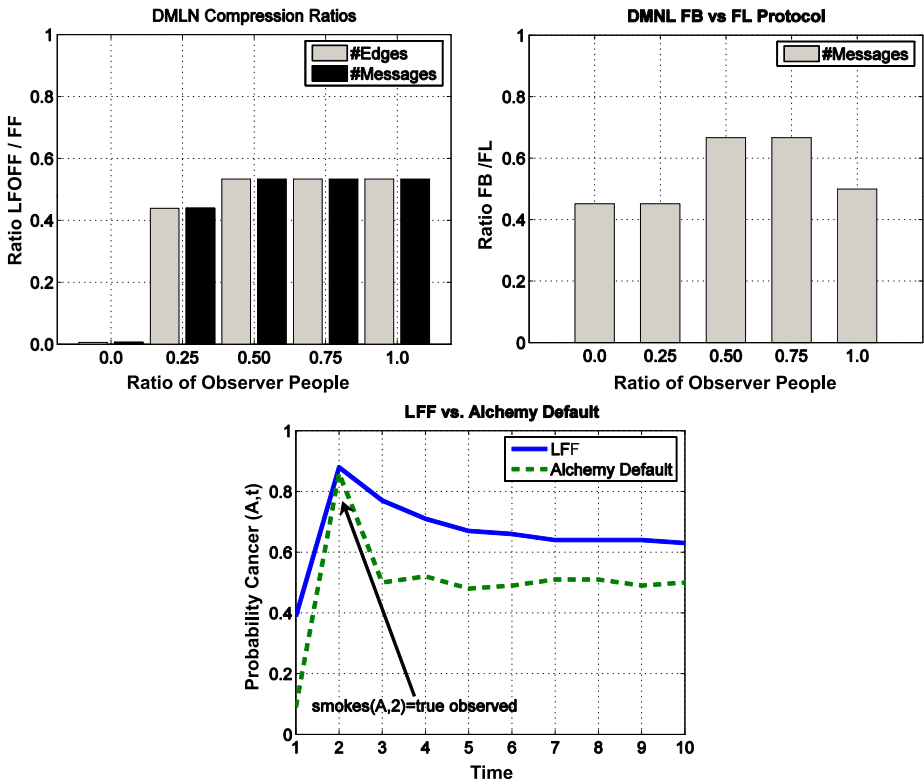 DMLN Compression Ratios
1
0.8
0.6
0.4
0.2
0.0
Ratio LFOFF / FF
#Edges
#Messages
0.0 0.25 0.50 0.75 1.0
Ratio of Observer People
DMNL FB vs FL Protocol
1
0.8
0.6
0.4
0.2
0
Ratio FB /FL
#Messages
0.0 0.25 0.50 0.75 1.0
Ratio of Observer People
LFF vs. Alchemy Default
1
0.8
0.6
0.4
0.2
0
Probability Cancer (A,t)
LFF
Alchemy Default
smokes(A,2)=true observed
1 2 3 4 5 6 7 8 9 10
Time